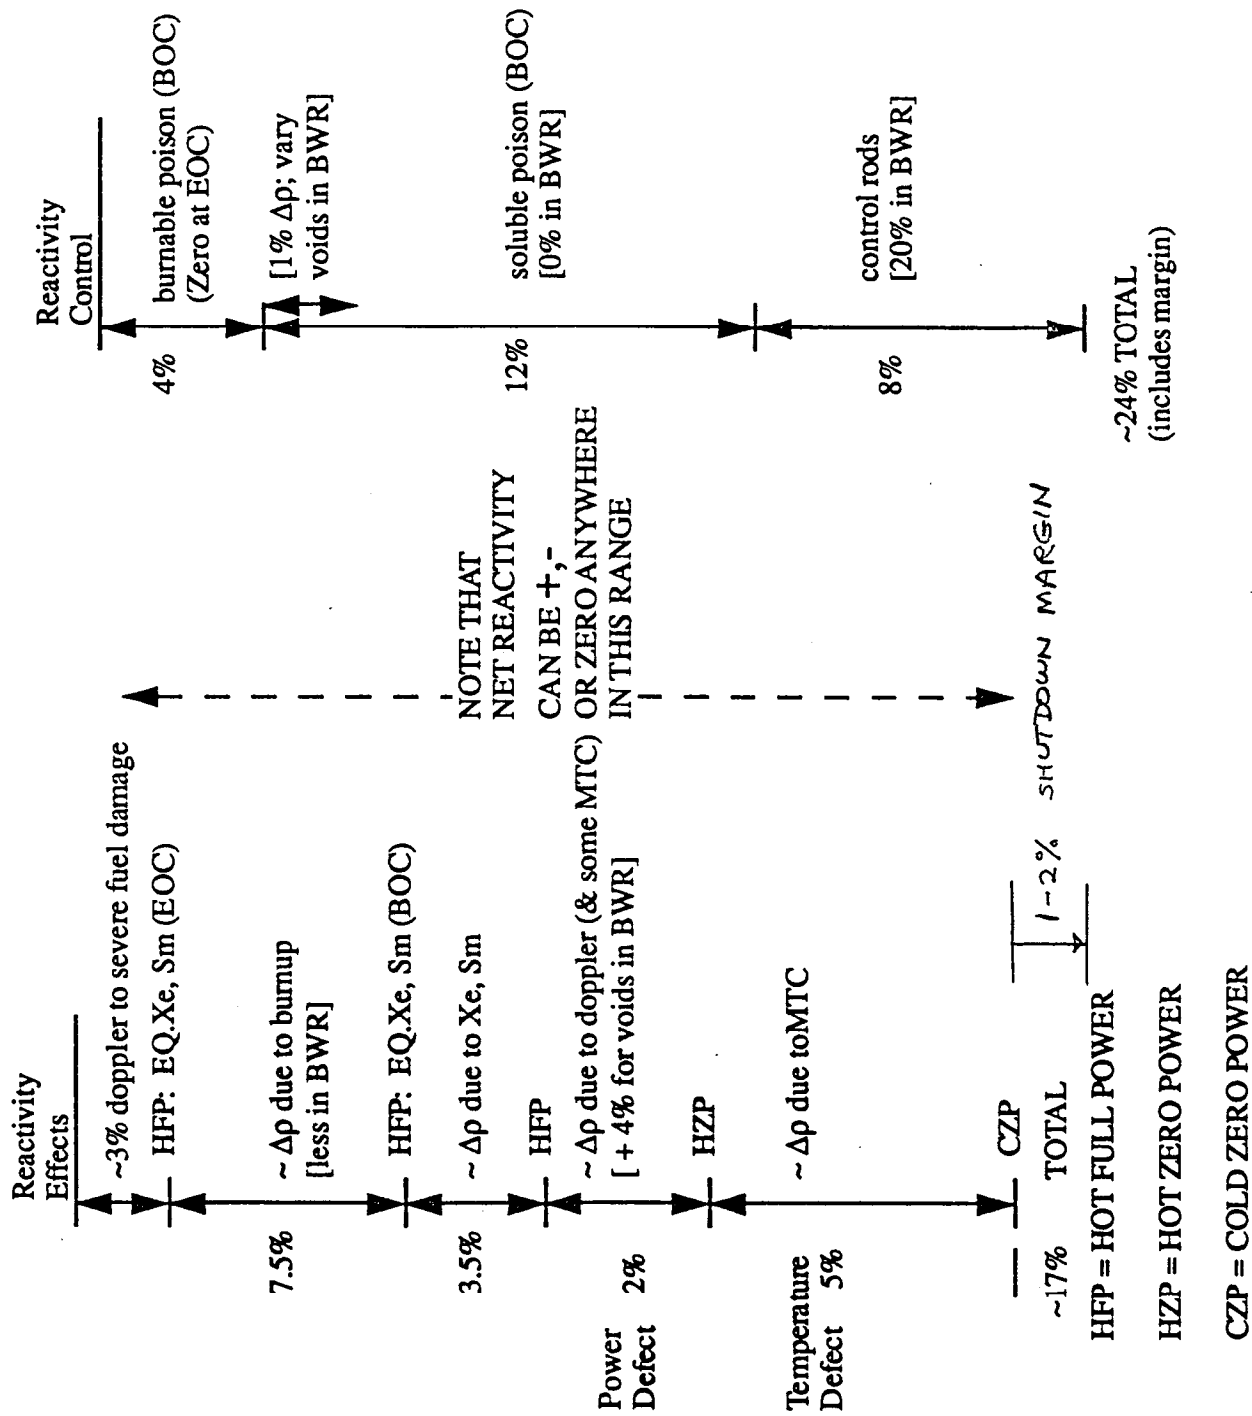 Reactivity
Effects
~3% doppler to severe fuel damage
HFP: EQ.Xe, Sm (EOC)
7.5%
~ Δρ due to burnup
[less in BWR]
HFP: EQ.Xe, Sm (BOC)
3.5%
~ Δρ due to Xe, Sm
HFP
Power
Defect 2%
~ Δρ due to doppler (& some MTC)
[ + 4% for voids in BWR]
HZP
Temperature
Defect 5%
~ Δρ due toMTC
CZP
~17% TOTAL
1-2% SHUTDOWN MARGIN
HFP = HOT FULL POWER
HZP = HOT ZERO POWER
CZP = COLD ZERO POWER
NOTE THAT
NET REACTIVITY
CAN BE +,-
OR ZERO ANYWHERE
IN THIS RANGE
Reactivity
Control
4%
burnable poison (BOC)
(Zero at EOC)
[1% Δρ; vary
voids in BWR]
12%
soluble poison (BOC)
[0% in BWR]
8%
control rods
[20% in BWR]
~24% TOTAL
(includes margin)